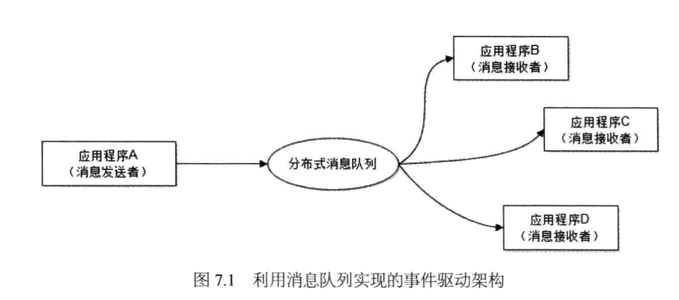 应用程序B
（消息接收者）
应用程序C
（消息接收者）
应用程序A
（消息发送者）
分布式消息队列
应用程序D
（消息接收者）
图 7.1 利用消息队列实现的事件驱动架构